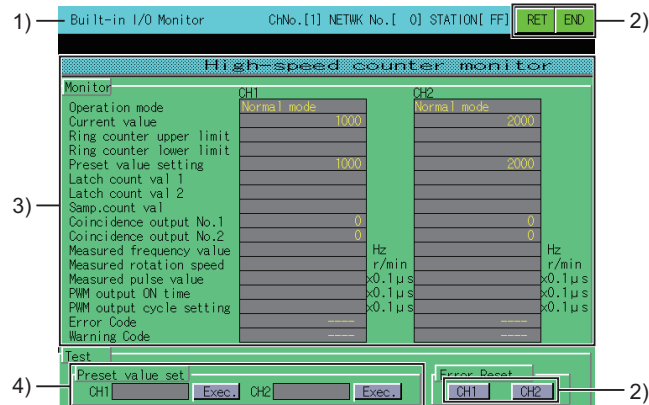 1) Built-in I/O Monitor ChNo.[1] NETWK No.[ 0] STATION[ FF] RET END 2)
High-speed counter monitor
Monitor
CH1 CH2
Operation mode Normal mode Normal mode
Current value 1000 2000
Ring counter upper limit
Ring counter lower limit
Preset value setting 1000 2000
Latch count val 1
Latch count val 2
3) Samp.count val
Coincidence output No.1 0 0
Coincidence output No.2 0 0
Measured frequency value Hz Hz
Measured rotation speed r/min r/min
Measured pulse value x0.1μs x0.1μs
PWM output ON time x0.1μs x0.1μs
PWM output cycle setting x0.1μs x0.1μs
Error Code ---- ----
Warning Code ---- ----
Test
Preset value set Error Reset
4) CH1 Exec. CH2 Exec. CH1 CH2 2)